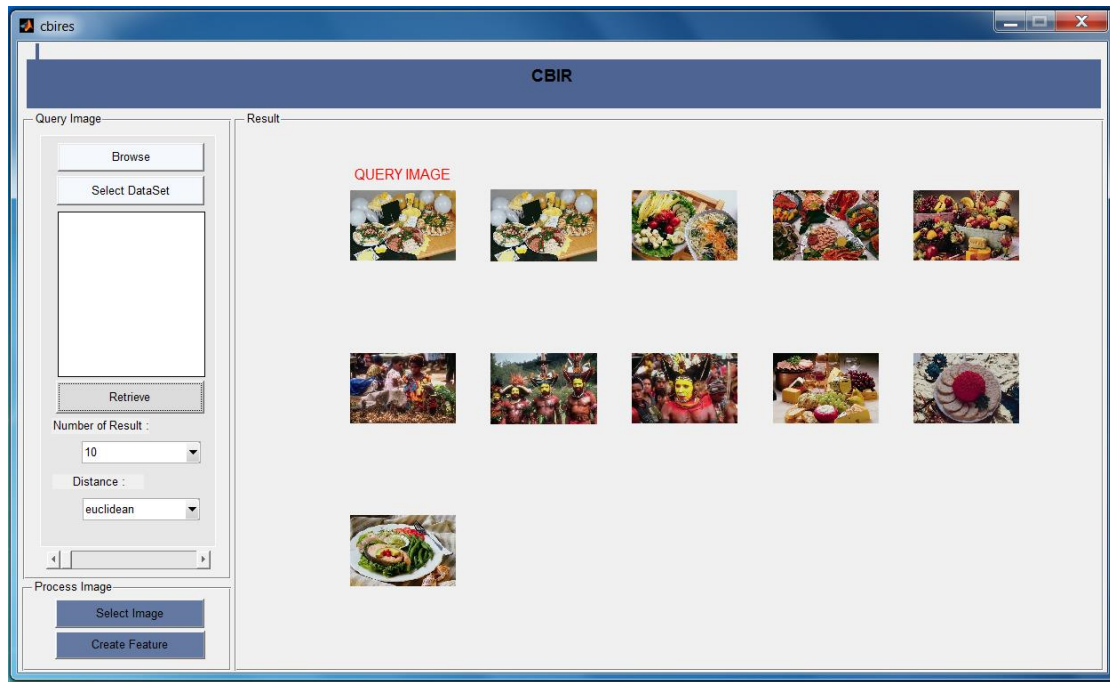 cbires
CBIR
Query Image
Browse
Select DataSet
Retrieve
Number of Result :
10
Distance :
euclidean
Process Image
Select Image
Create Feature
Result
QUERY IMAGE